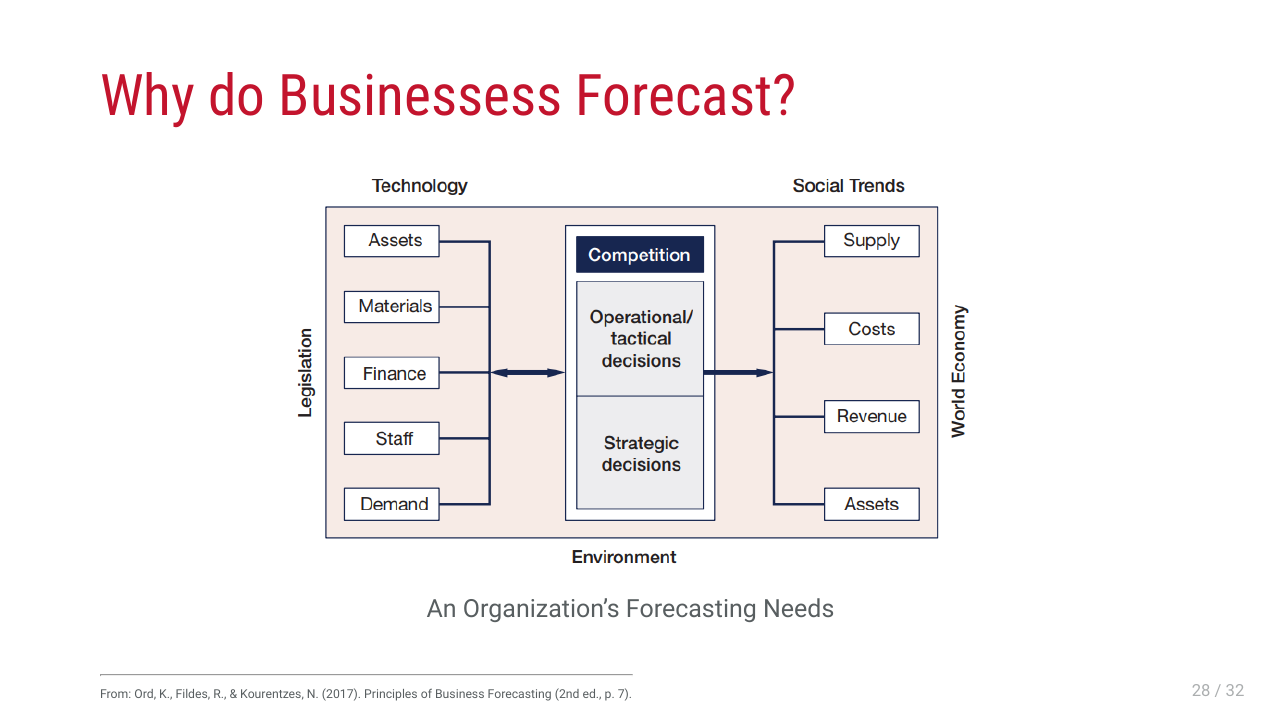 Why do Businessess Forecast?
Technology
Social Trends
Legislation
Assets
Materials
Finance
Staff
Demand
Competition
Operational/
tactical
decisions
Strategic
decisions
Supply
Costs
Revenue
Assets
World Economy
Environment
An Organization’s Forecasting Needs
From: Ord, K., Fildes, R., & Kourentzes, N. (2017). Principles of Business Forecasting (2nd ed., p. 7).
28 / 32